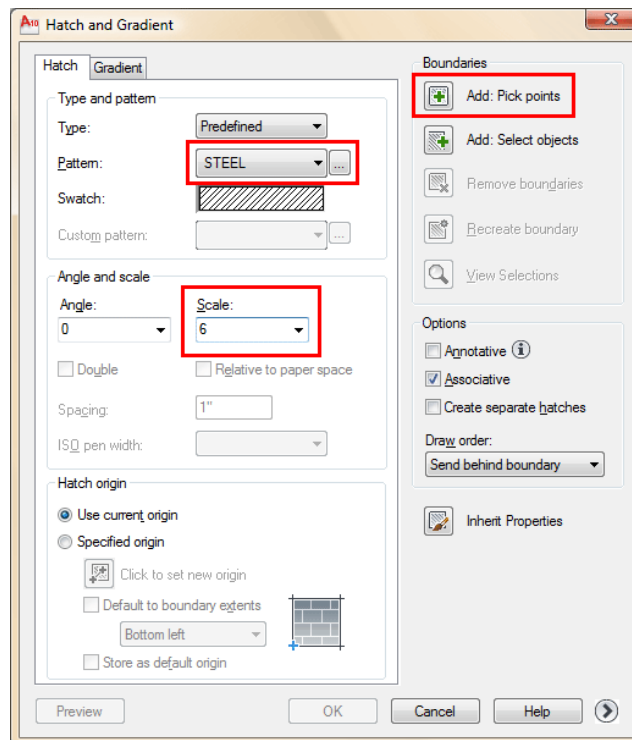 A10 Hatch and Gradient
Hatch Gradient
Type and pattern
Type: Predefined
Pattern: STEEL ...
Swatch:
Custom pattern: ...
Angle and scale
Angle: Scale:
0 6
Double Relative to paper space
Spacing: 1"
ISO pen width:
Hatch origin
Use current origin
Specified origin
Click to set new origin
Default to boundary extents
Bottom left
Store as default origin
Boundaries
Add: Pick points
Add: Select objects
Remove boundaries
Recreate boundary
View Selections
Options
Annotative i
Associative
Create separate hatches
Draw order:
Send behind boundary
Inherit Properties
Preview OK Cancel Help